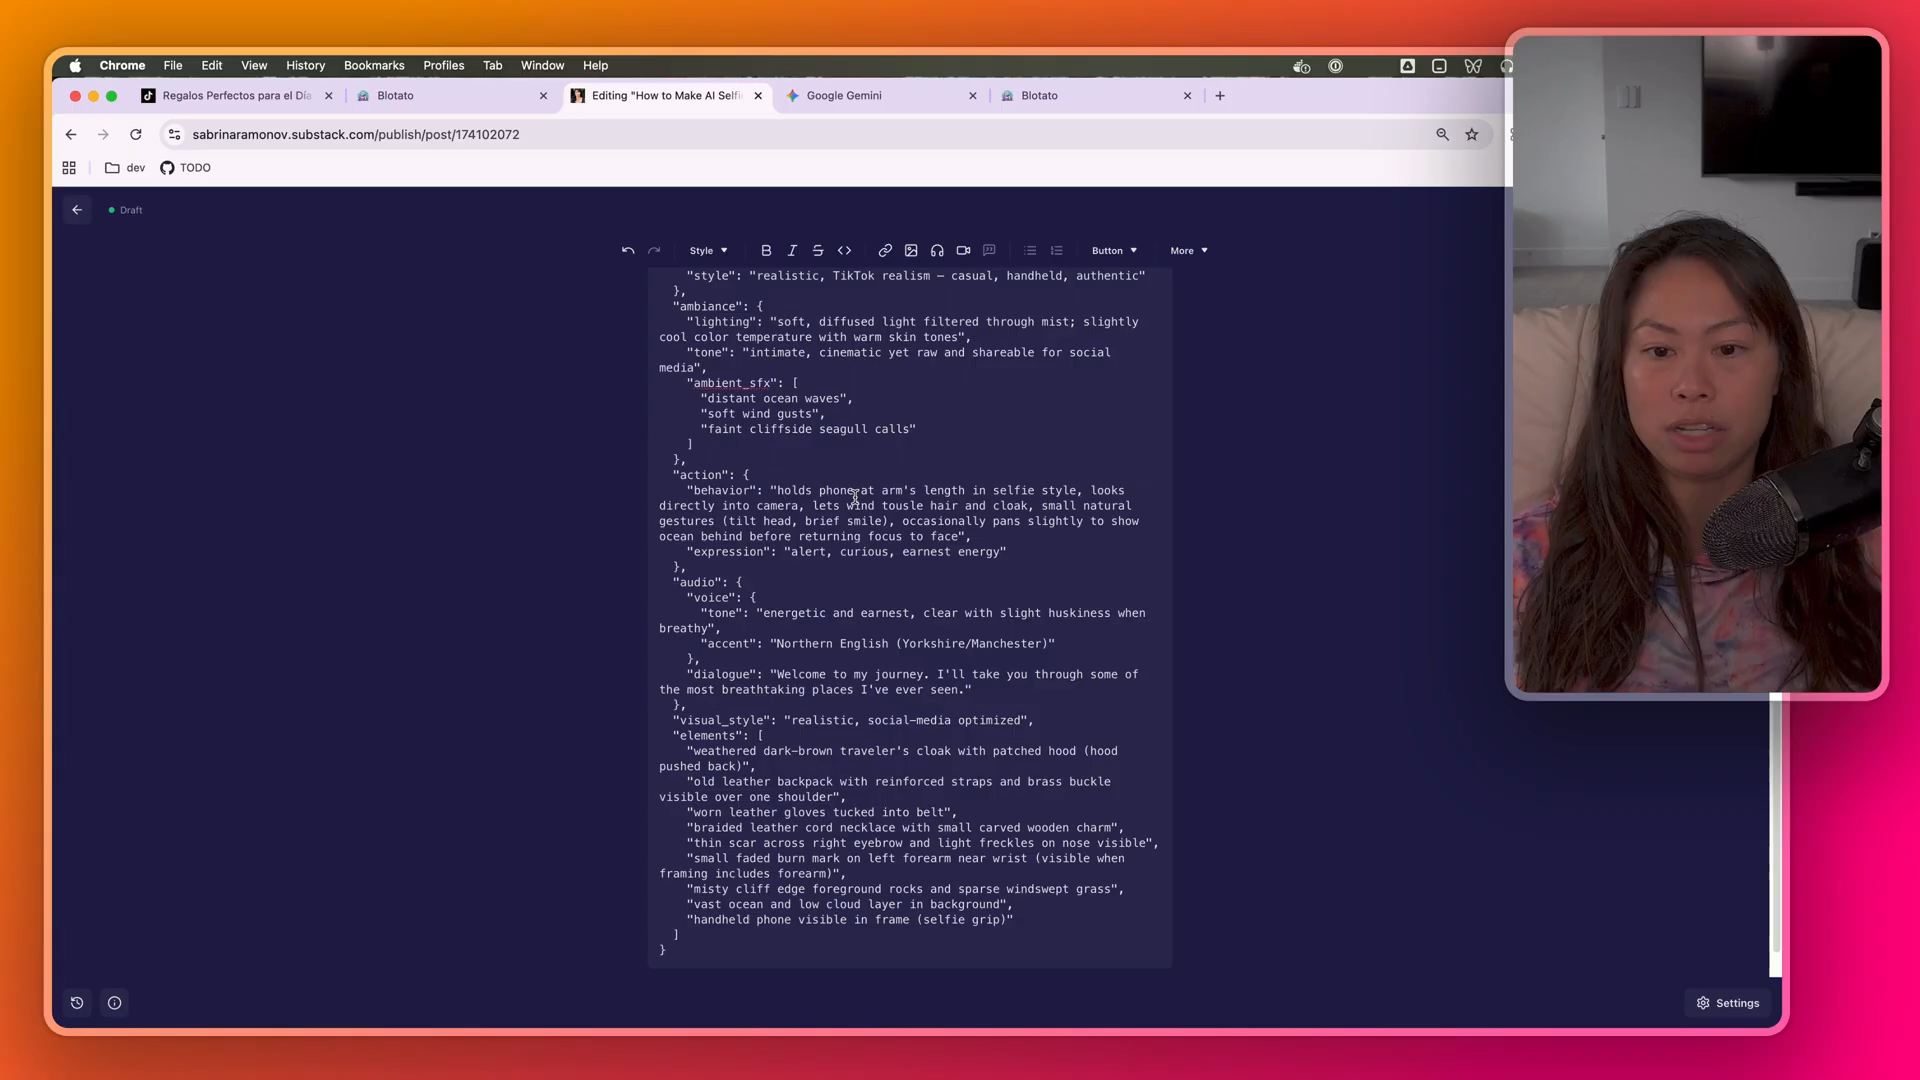 Chrome File Edit View History Bookmarks Profiles Tab Window Help
Regalos Perfectos para el Día
Blotato
Editing "How to Make AI Selfi
Google Gemini
Blotato
sabrinaramonov.substack.com/publish/post/174102072
dev
TODO
Draft
Style
Button
More
"style": "realistic, TikTok realism – casual, handheld, authentic"
},
"ambiance": {
"lighting": "soft, diffused light filtered through mist; slightly
cool color temperature with warm skin tones",
"tone": "intimate, cinematic yet raw and shareable for social
media",
"ambient_sfx": [
"distant ocean waves",
"soft wind gusts",
"faint cliffside seagull calls"
]
},
"action": {
"behavior": "holds phone at arm's length in selfie style, looks
directly into camera, lets wind tousle hair and cloak, small natural
gestures (tilt head, brief smile), occasionally pans slightly to show
ocean behind before returning focus to face",
"expression": "alert, curious, earnest energy"
},
"audio": {
"voice": {
"tone": "energetic and earnest, clear with slight huskiness when
breathy",
"accent": "Northern English (Yorkshire/Manchester)"
},
"dialogue": "Welcome to my journey. I'll take you through some of
the most breathtaking places I've ever seen."
},
"visual_style": "realistic, social-media optimized",
"elements": [
"weathered dark-brown traveler's cloak with patched hood (hood
pushed back)",
"old leather backpack with reinforced straps and brass buckle
visible over one shoulder",
"worn leather gloves tucked into belt",
"braided leather cord necklace with small carved wooden charm",
"thin scar across right eyebrow and light freckles on nose visible",
"small faded burn mark on left forearm near wrist (visible when
framing includes forearm)",
"misty cliff edge foreground rocks and sparse windswept grass",
"vast ocean and low cloud layer in background",
"handheld phone visible in frame (selfie grip)"
]
}
Settings